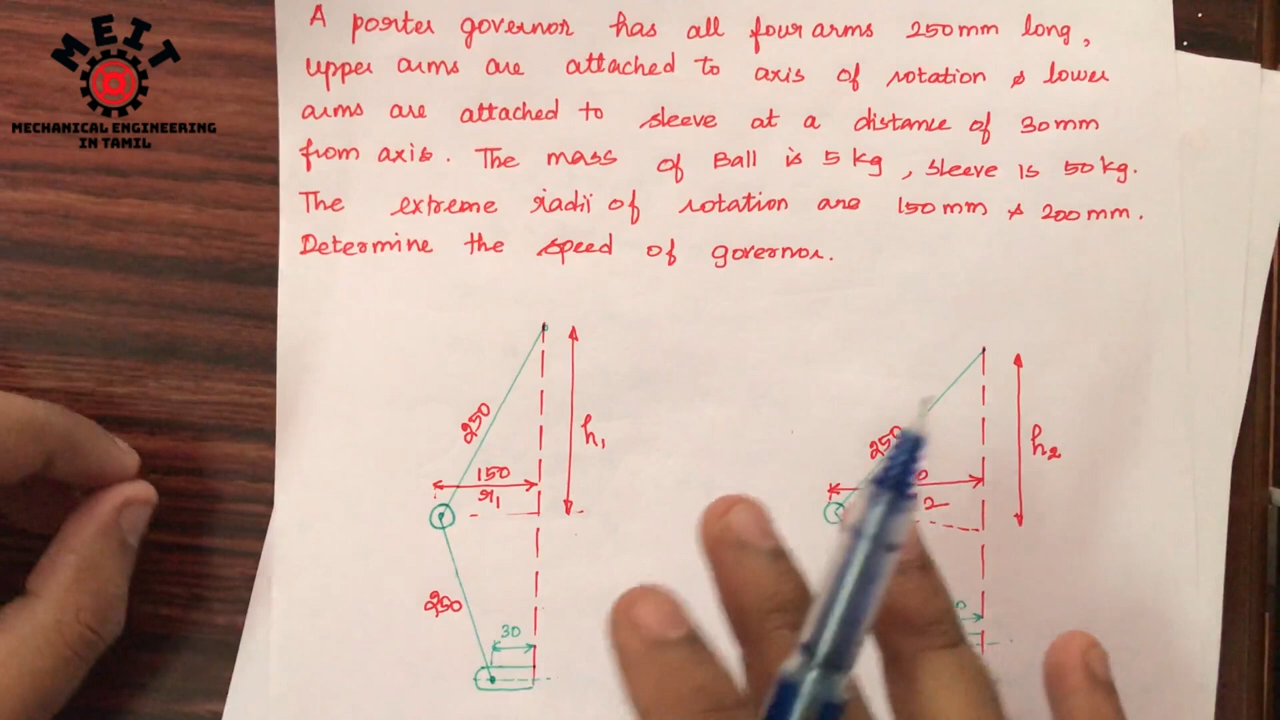 MEIT
MECHANICAL ENGINEERING
IN TAMIL
A porter governor has all four arms 250mm long,
upper arms are attached to axis of rotation & lower
arms are attached to sleeve at a distance of 30mm
from axis. The mass of Ball is 5 kg, sleeve is 50kg.
The extreme radii of rotation are 150mm & 200mm.
Determine the speed of governor.
250
h₁
150
r₁
250
30
250
h₂
2